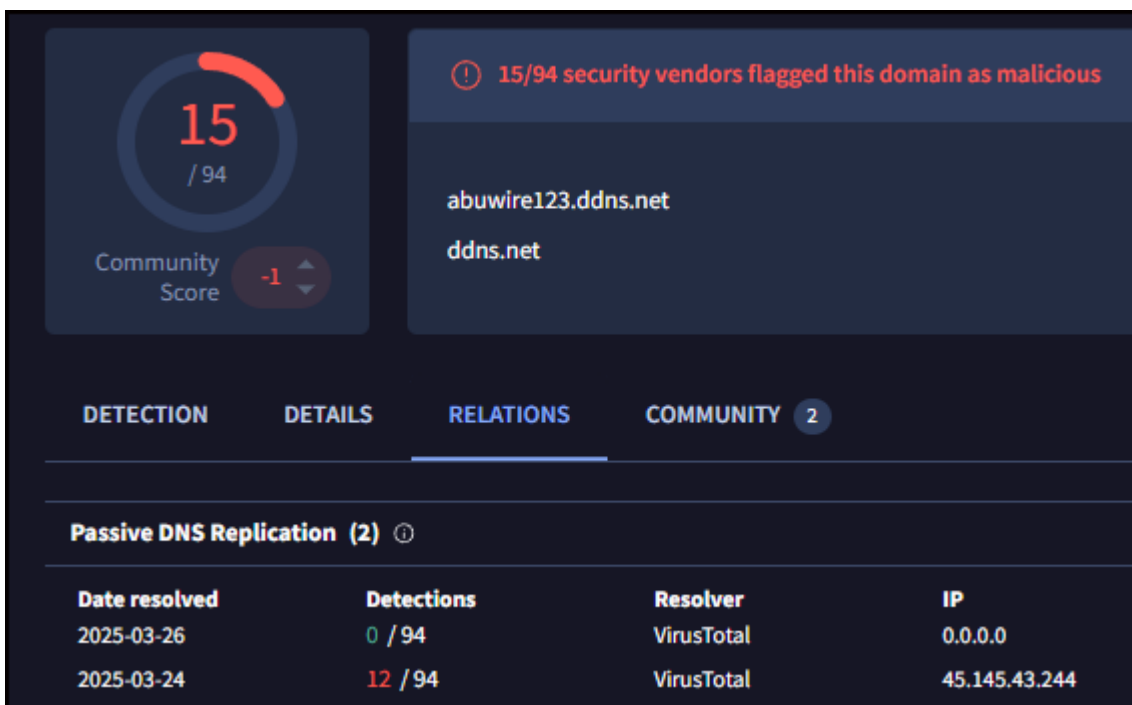 15
/ 94
Community
Score
-1
15/94 security vendors flagged this domain as malicious
abuwire123.ddns.net
ddns.net
DETECTION DETAILS RELATIONS COMMUNITY 2
Passive DNS Replication (2)
Date resolved Detections Resolver IP
2025-03-26 0 / 94 VirusTotal 0.0.0.0
2025-03-24 12 / 94 VirusTotal 45.145.43.244